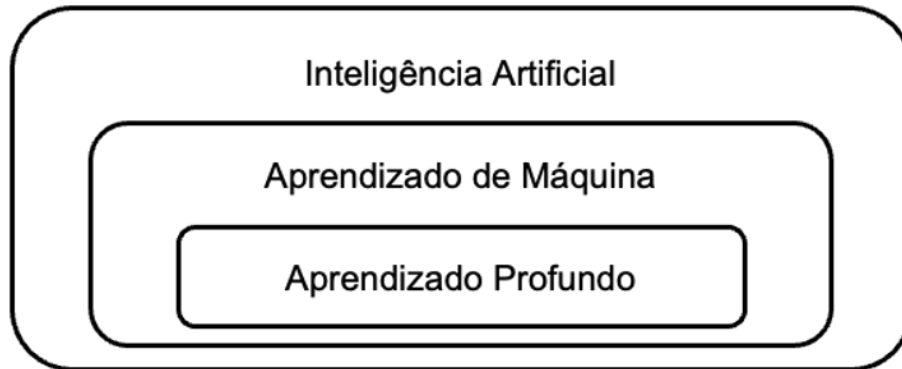 Inteligência Artificial
Aprendizado de Máquina
Aprendizado Profundo